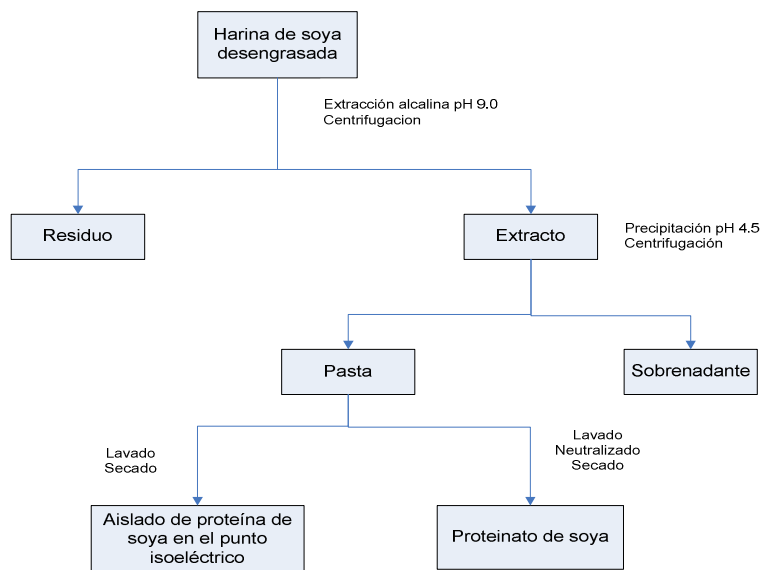 Harina de soya
desengrasada
Extracción alcalina pH 9.0
Centrifugacion
Residuo
Extracto
Precipitación pH 4.5
Centrifugación
Pasta
Sobrenadante
Lavado
Secado
Lavado
Neutralizado
Secado
Aislado de proteína de
soya en el punto
isoeléctrico
Proteinato de soya